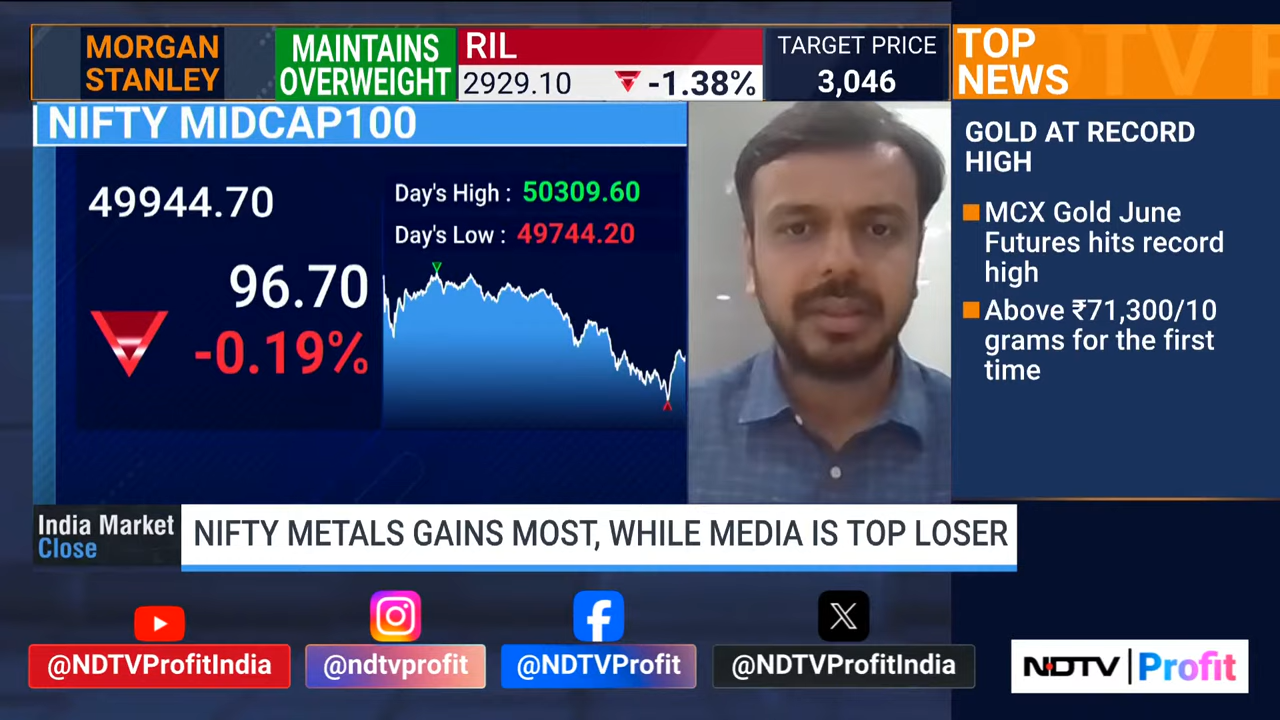 MORGAN
STANLEY
MAINTAINS
OVERWEIGHT
RIL
2929.10 -1.38%
TARGET PRICE
3,046
TOP
NEWS
NIFTY MIDCAP100
49944.70
96.70
-0.19%
Day's High : 50309.60
Day's Low : 49744.20
GOLD AT RECORD
HIGH
MCX Gold June
Futures hits record
high
Above ₹71,300/10
grams for the first
time
India Market
Close
NIFTY METALS GAINS MOST, WHILE MEDIA IS TOP LOSER
@NDTVProfitIndia
@ndtvprofit
@NDTVProfit
@NDTVProfitIndia
NDTV Profit